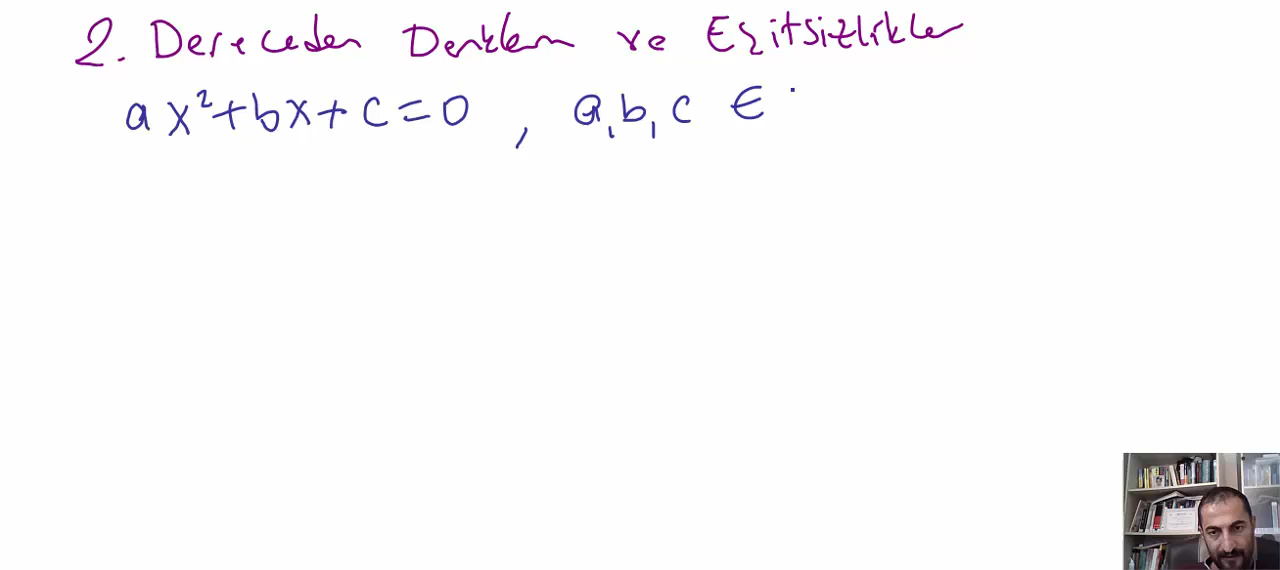 2. Dereceden Denklem ve Eşitsizlikler
ax²+bx+c=0 , a,b,c ∈